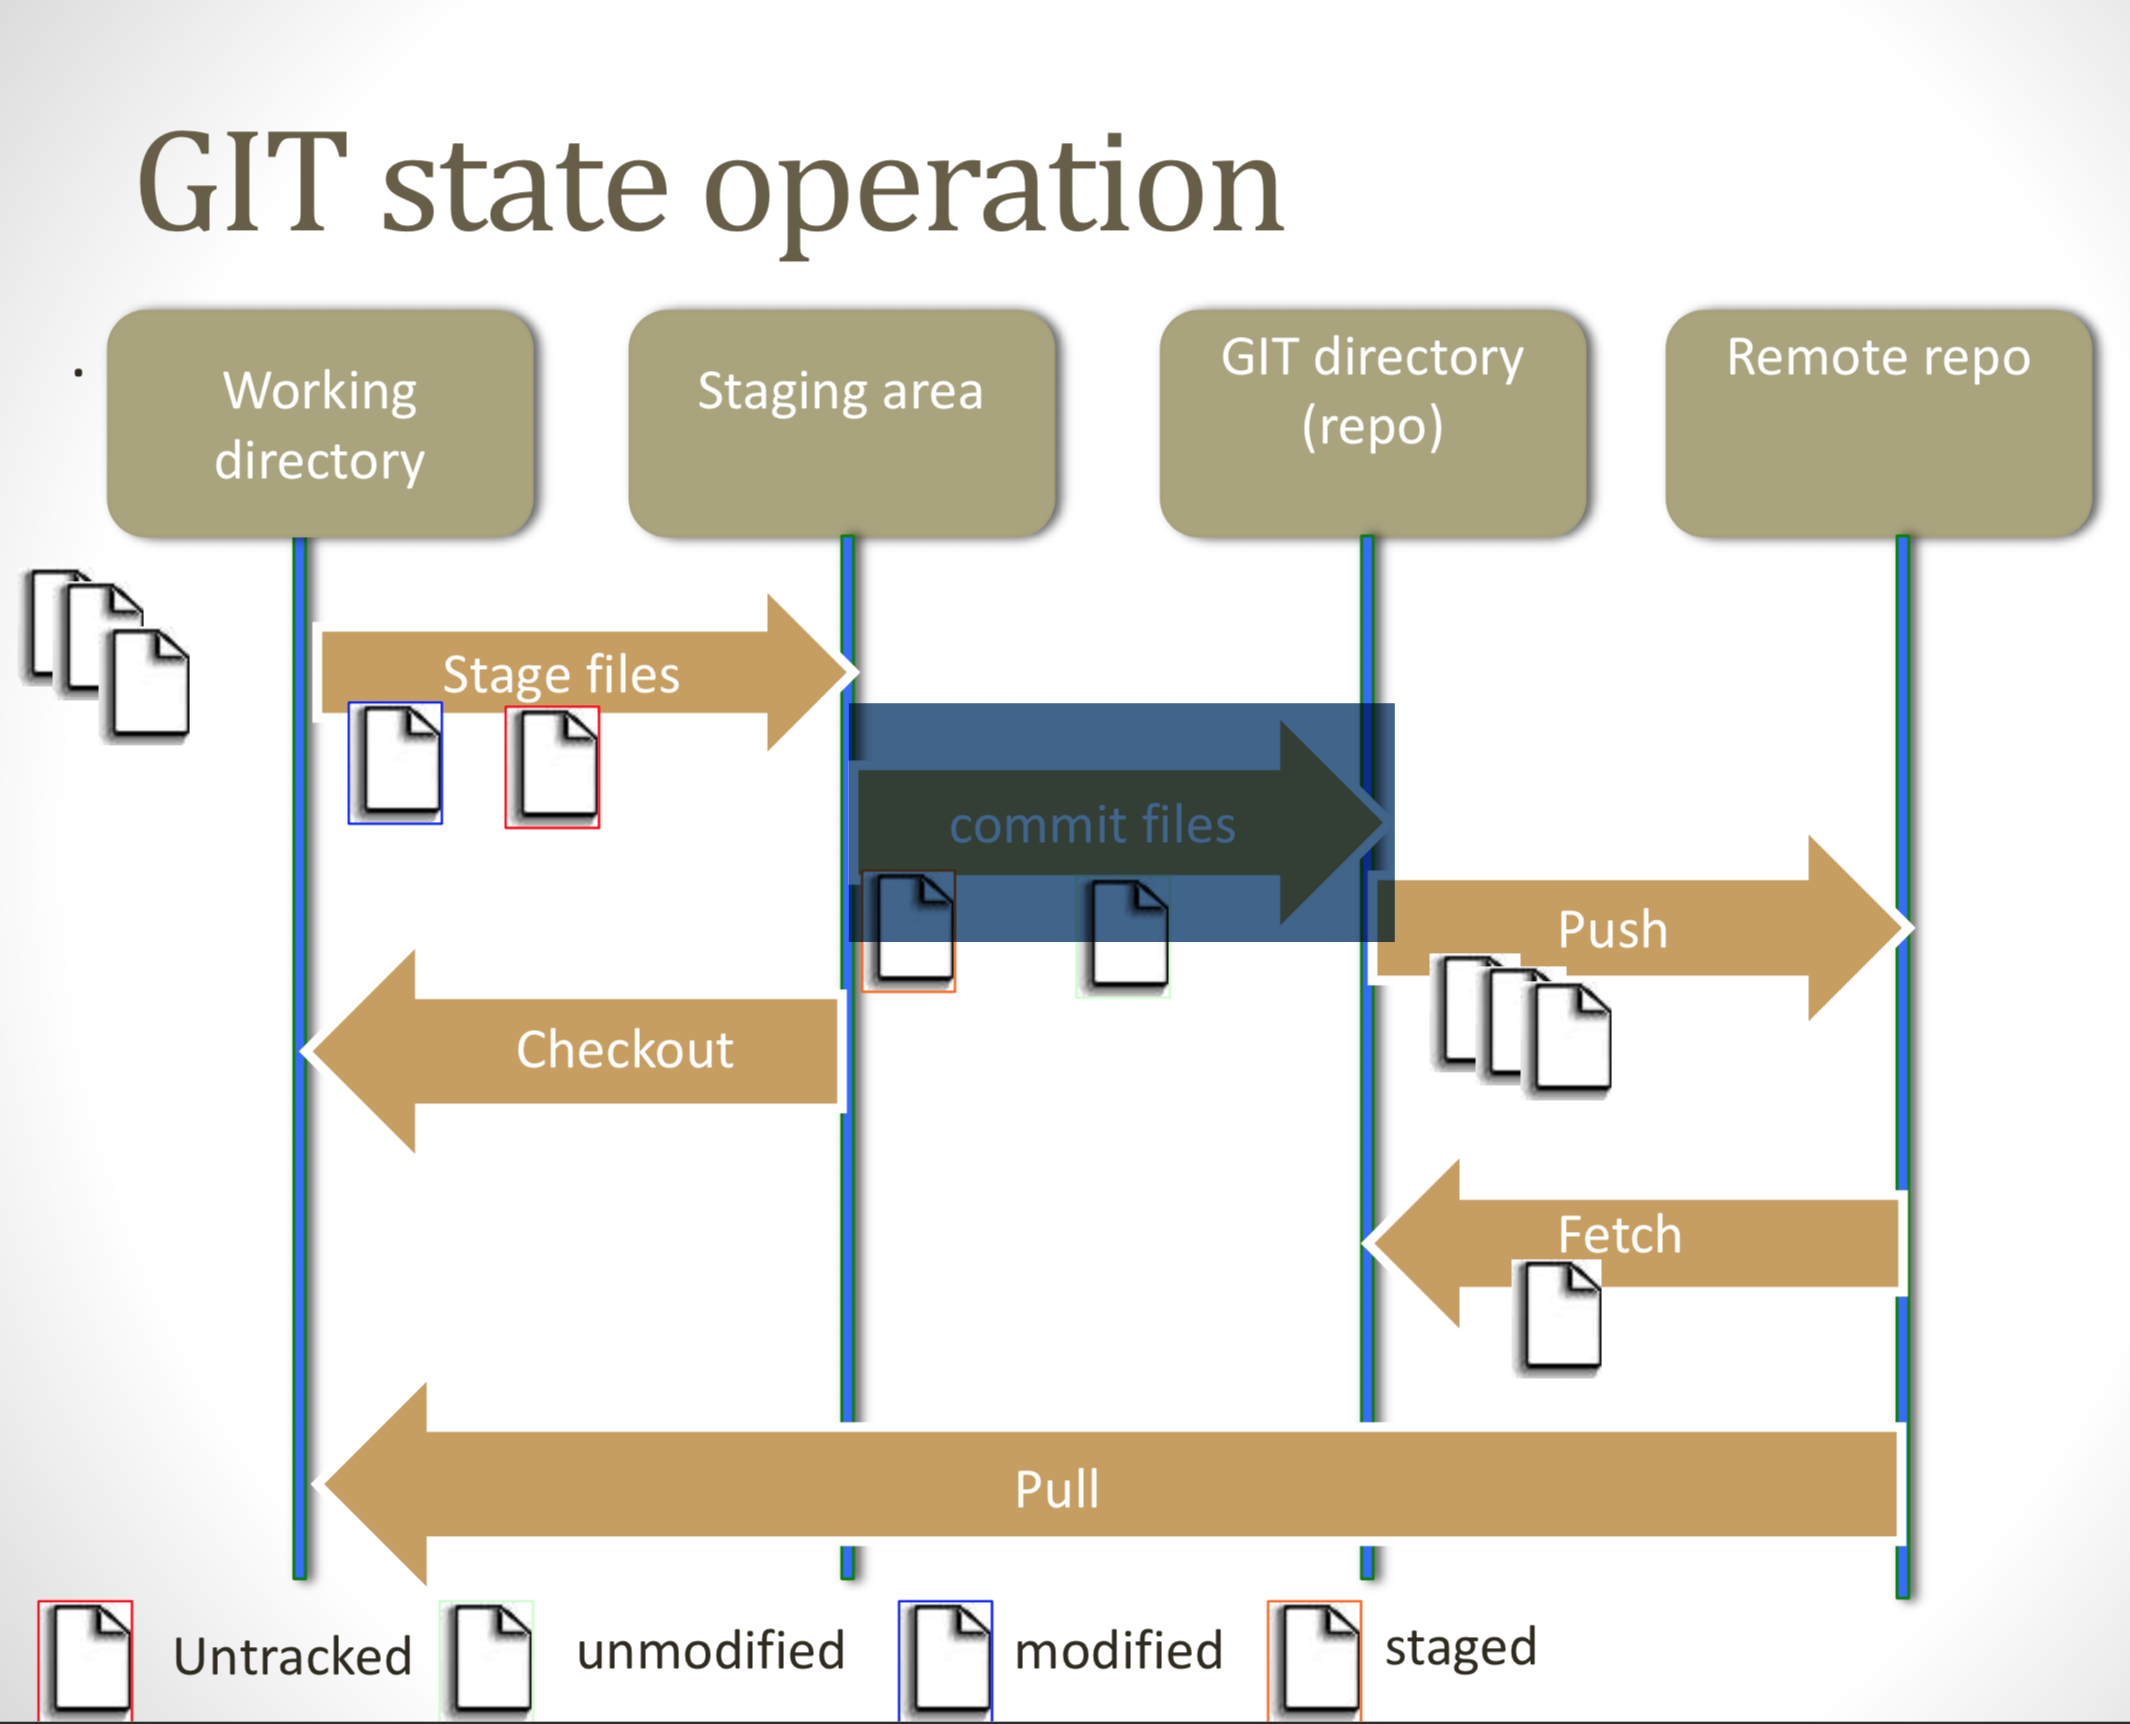 GIT state operation
.
Working
directory
Staging area
GIT directory
(repo)
Remote repo
Stage files
commit files
Push
Checkout
Fetch
Pull
Untracked
unmodified
modified
staged